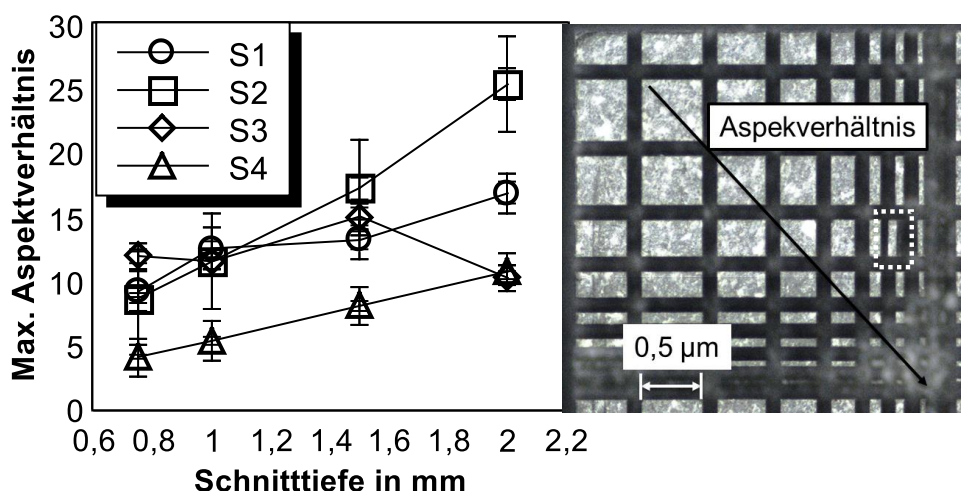 30
25
20
15
10
5
0
Max. Aspektverhältnis
S1
S2
S3
S4
0,6 0,8 1 1,2 1,4 1,6 1,8 2 2,2
Schnitttiefe in mm
Aspekverhältnis
0,5 µm